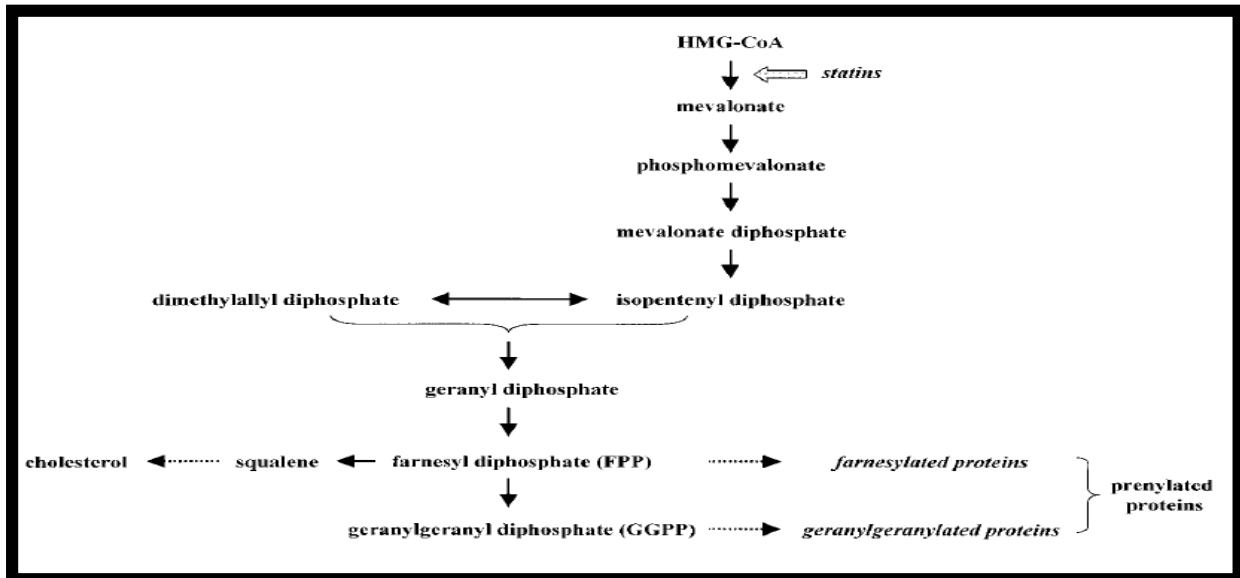 HMG-CoA
statins
mevalonate
phosphomevalonate
mevalonate diphosphate
dimethylallyl diphosphate
isopentenyl diphosphate
geranyl diphosphate
cholesterol
squalene
farnesyl diphosphate (FPP)
farnesylated proteins
prenylated
proteins
geranylgeranyl diphosphate (GGPP)
geranylgeranylated proteins